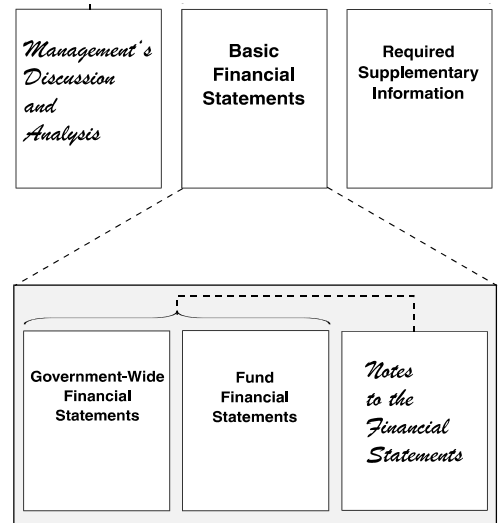 Management's
Discussion
and
Analysis
Basic
Financial
Statements
Required
Supplementary
Information
Government-Wide
Financial
Statements
Fund
Financial
Statements
Notes
to the
Financial
Statements